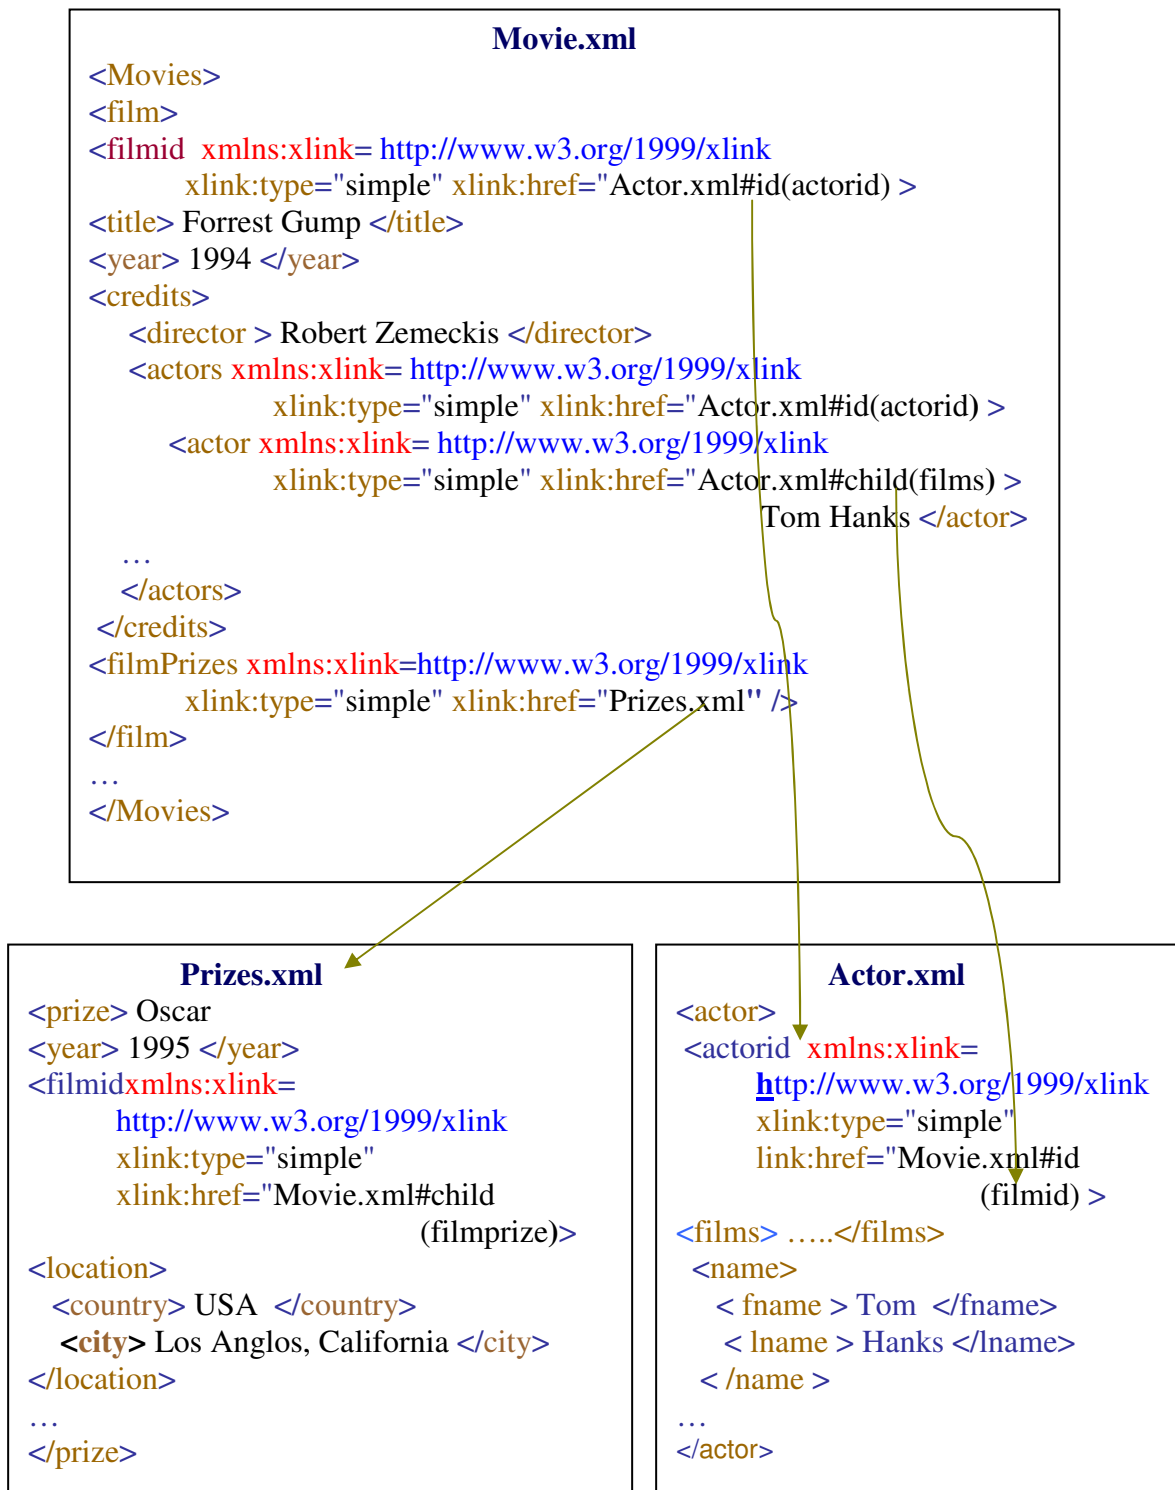 Movie.xml
<Movies>
<film>
<filmid xmlns:xlink= http://www.w3.org/1999/xlink
xlink:type="simple" xlink:href="Actor.xml#id(actorid) >
<title> Forrest Gump </title>
<year> 1994 </year>
<credits>
<director > Robert Zemeckis </director>
<actors xmlns:xlink= http://www.w3.org/1999/xlink
xlink:type="simple" xlink:href="Actor.xml#id(actorid) >
<actor xmlns:xlink= http://www.w3.org/1999/xlink
xlink:type="simple" xlink:href="Actor.xml#child(films) >
Tom Hanks </actor>
…
</actors>
</credits>
<filmPrizes xmlns:xlink=http://www.w3.org/1999/xlink
xlink:type="simple" xlink:href="Prizes.xml" />
</film>
…
</Movies>
Prizes.xml
<prize> Oscar
<year> 1995 </year>
<filmidxmlns:xlink=
http://www.w3.org/1999/xlink
xlink:type="simple"
xlink:href="Movie.xml#child
(filmprize)>
<location>
<country> USA </country>
<city> Los Anglos, California </city>
</location>
…
</prize>
Actor.xml
<actor>
<actorid xmlns:xlink=
http://www.w3.org/1999/xlink
xlink:type="simple"
link:href="Movie.xml#id
(filmid) >
<films> …..</films>
<name>
< fname > Tom </fname>
< lname > Hanks </lname>
< /name >
…
</actor>